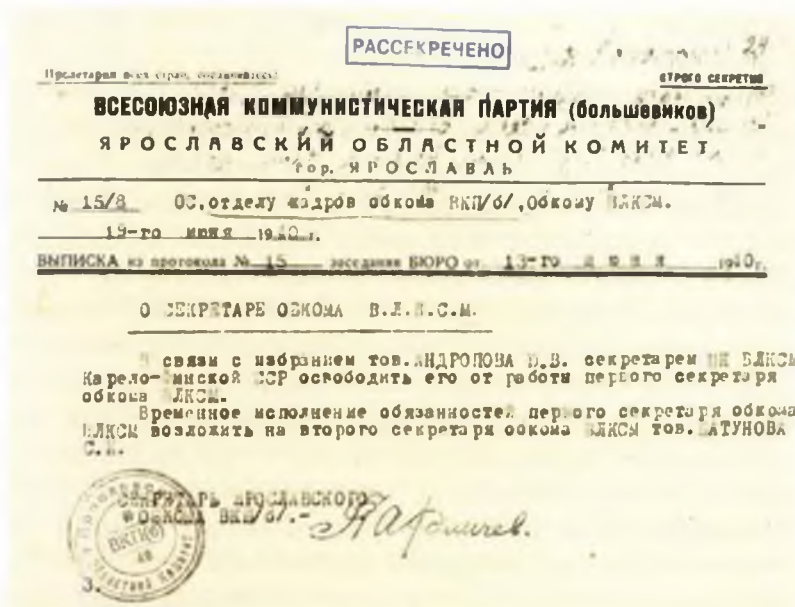 РАССЕКРЕЧЕНО
24
Пролетарии всех стран, соединяйтесь!
СТРОГО СЕКРЕТНО
ВСЕСОЮЗНАЯ КОММУНИСТИЧЕСКАЯ ПАРТИЯ (большевиков)
ЯРОСЛАВСКИЙ ОБЛАСТНОЙ КОМИТЕТ
гор. ЯРОСЛАВЛЬ
№ 15/8 ОС,отделу кадров обкома ВКП/б/,Обкому ВЛКСМ.
19-го июня 1940 г.
ВЫПИСКА из протокола № 15 заседания БЮРО от 13-го июня 1940г.
О СЕКРЕТАРЕ ОБКОМА В.Л.К.С.М.
В связи с избранием тов.АНДРОПОВА Ю.В. секретарем ЦК ВЛКСМ
Карело-Финской ССР освободить его от работы первого секретаря
обкома ВЛКСМ.
Временное исполнение обязанностей первого секретаря обкома
ВЛКСМ возложить на второго секретаря обкома ВЛКСМ тов.
СЕКРЕТАРЬ ЯРОСЛАВСКОГО
ОБКОМА ВКП/б/.-
ВКП(б)
3.